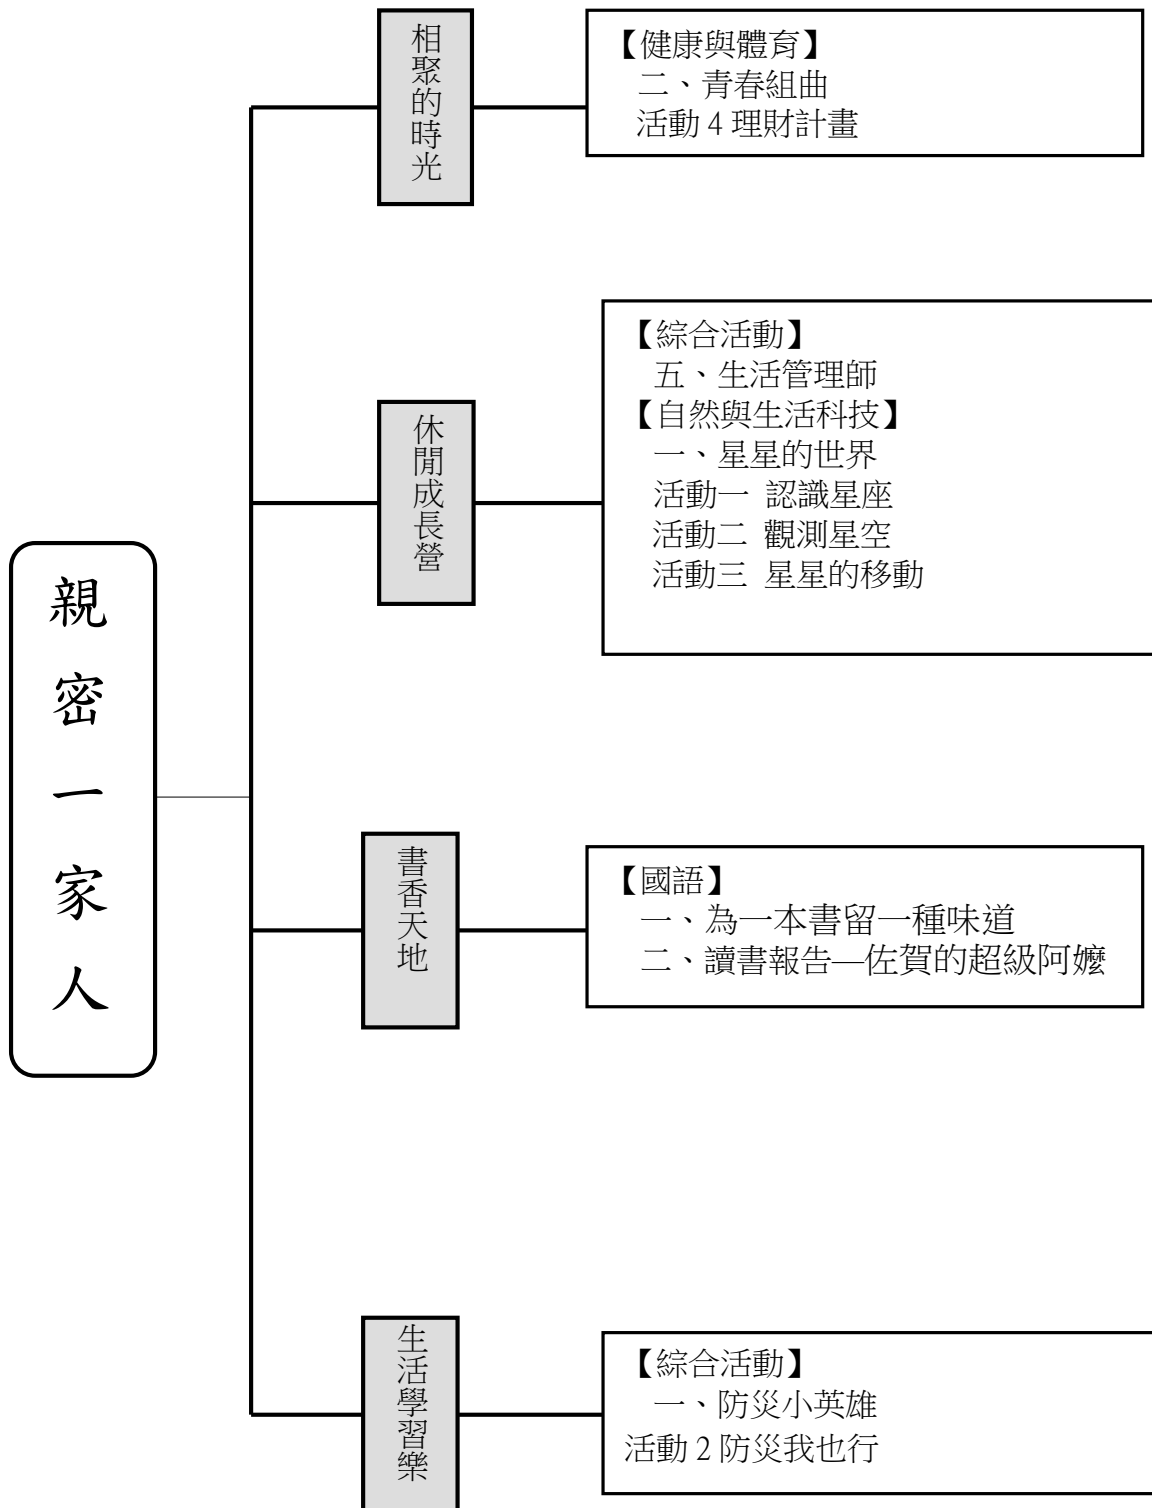 親密一家人
相聚的時光
【健康與體育】
二、青春組曲
活動 4 理財計畫
休閒成長營
【綜合活動】
五、生活管理師
【自然與生活科技】
一、星星的世界
活動一 認識星座
活動二 觀測星空
活動三 星星的移動
書香天地
【國語】
一、為一本書留一種味道
二、讀書報告—佐賀的超級阿嬤
生活學習樂
【綜合活動】
一、防災小英雄
活動 2 防災我也行